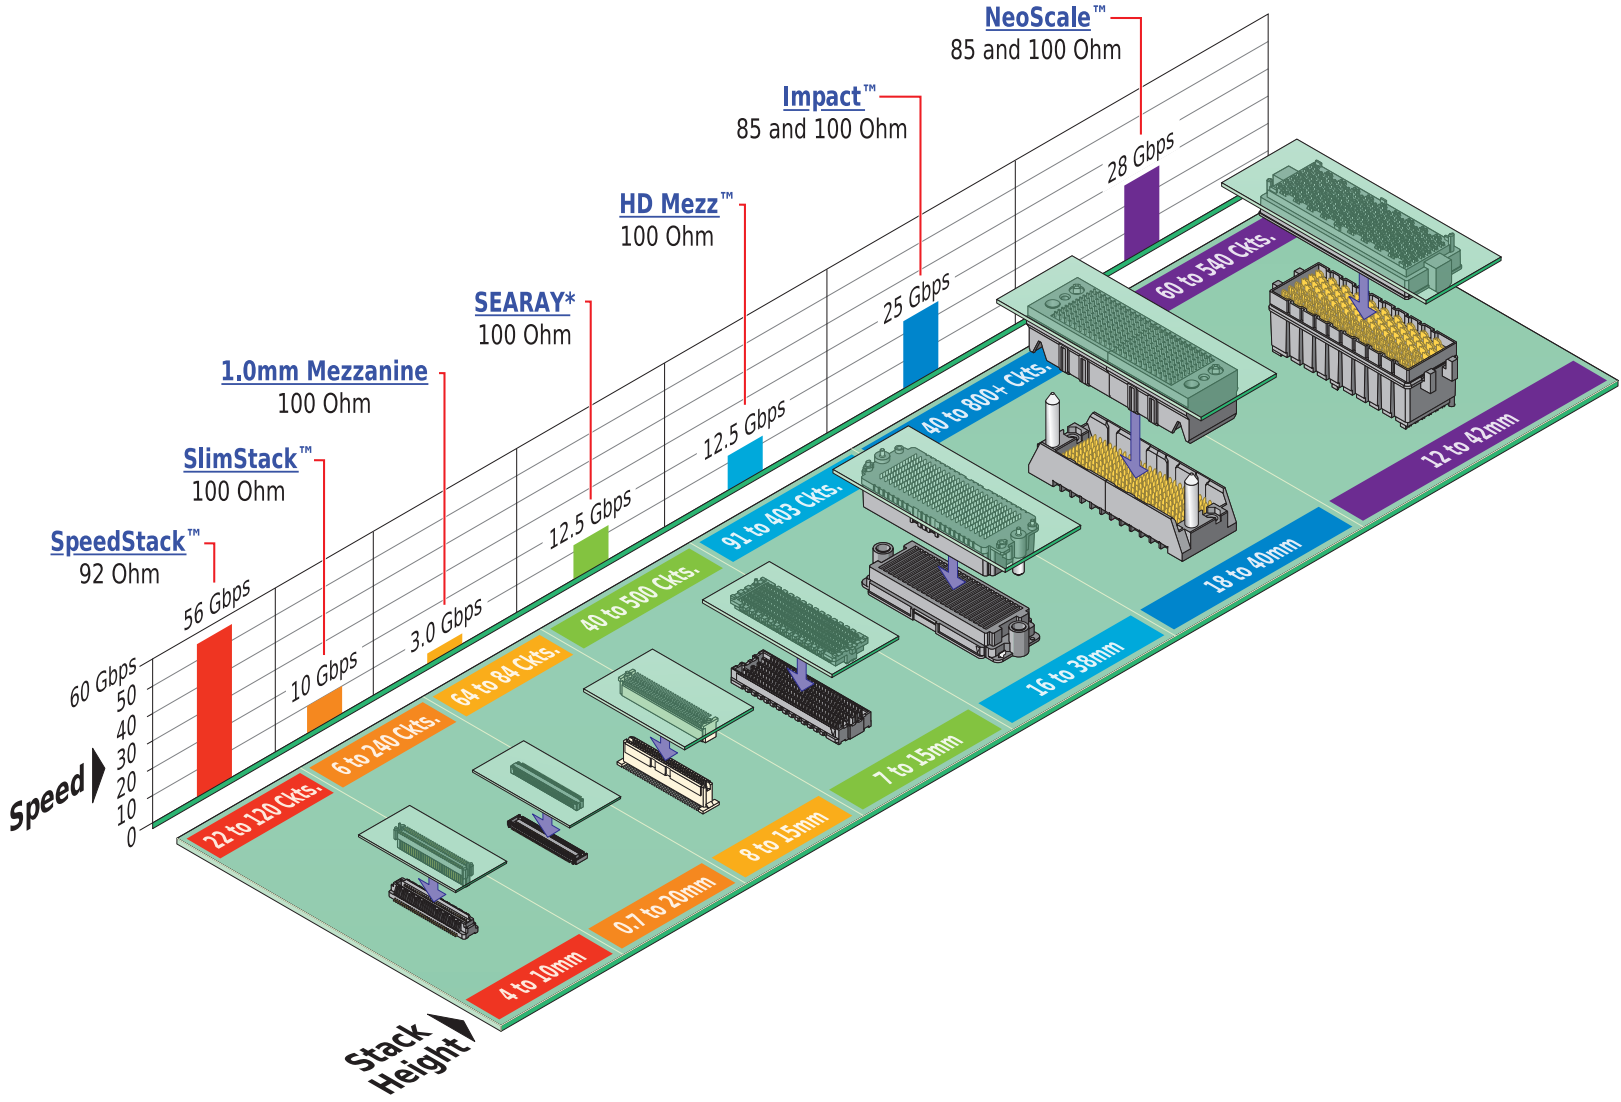 NeoScale™
85 and 100 Ohm
28 Gbps
Impact™
85 and 100 Ohm
25 Gbps
HD Mezz™
100 Ohm
12.5 Gbps
SEARAY*
100 Ohm
12.5 Gbps
1.0mm Mezzanine
100 Ohm
3.0 Gbps
SlimStack™
100 Ohm
10 Gbps
SpeedStack™
92 Ohm
56 Gbps
60 Gbps
50
40
30
20
10
0
Speed
60 to 540 Ckts.
40 to 800+ Ckts.
91 to 403 Ckts.
40 to 500 Ckts.
64 to 84 Ckts.
6 to 240 Ckts.
22 to 120 Ckts.
12 to 42mm
18 to 40mm
16 to 38mm
7 to 15mm
8 to 15mm
0.7 to 20mm
4 to 10mm
Stack
Height